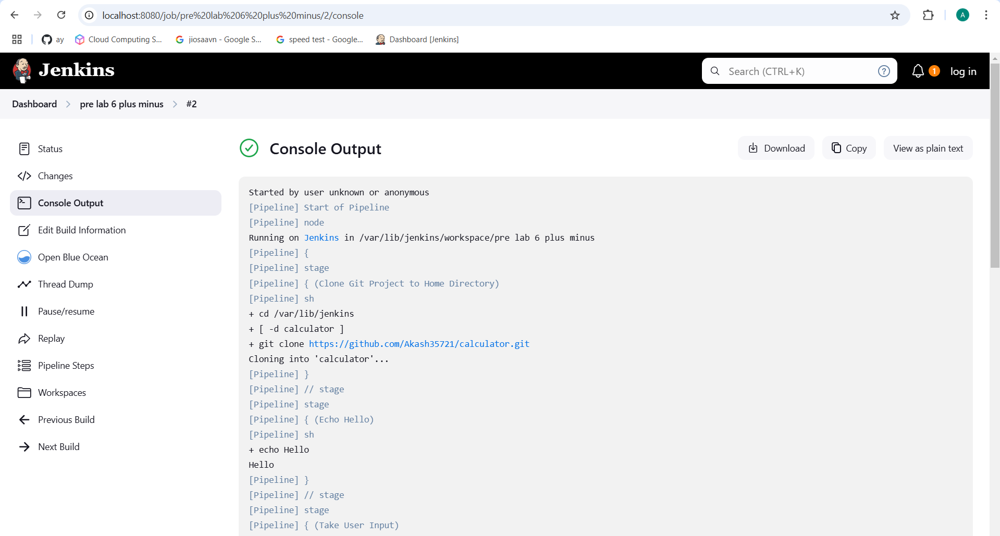 localhost:8080/job/pre%20lab%206%20plus%20minus/2/console
A
ay
Cloud Computing S...
jiosaavn - Google S...
speed test - Google...
Dashboard [Jenkins]
Jenkins
Search (CTRL+K)
?
1
log in
Dashboard
pre lab 6 plus minus
#2
Status
Changes
Console Output
Edit Build Information
Open Blue Ocean
Thread Dump
Pause/resume
Replay
Pipeline Steps
Workspaces
Previous Build
Next Build
Console Output
Download
Copy
View as plain text
Started by user unknown or anonymous
[Pipeline] Start of Pipeline
[Pipeline] node
Running on Jenkins in /var/lib/jenkins/workspace/pre lab 6 plus minus
[Pipeline] {
[Pipeline] stage
[Pipeline] { (Clone Git Project to Home Directory)
[Pipeline] sh
+ cd /var/lib/jenkins
+ [ -d calculator ]
+ git clone https://github.com/Akash35721/calculator.git
Cloning into 'calculator'...
[Pipeline] }
[Pipeline] // stage
[Pipeline] stage
[Pipeline] { (Echo Hello)
[Pipeline] sh
+ echo Hello
Hello
[Pipeline] }
[Pipeline] // stage
[Pipeline] stage
[Pipeline] { (Take User Input)